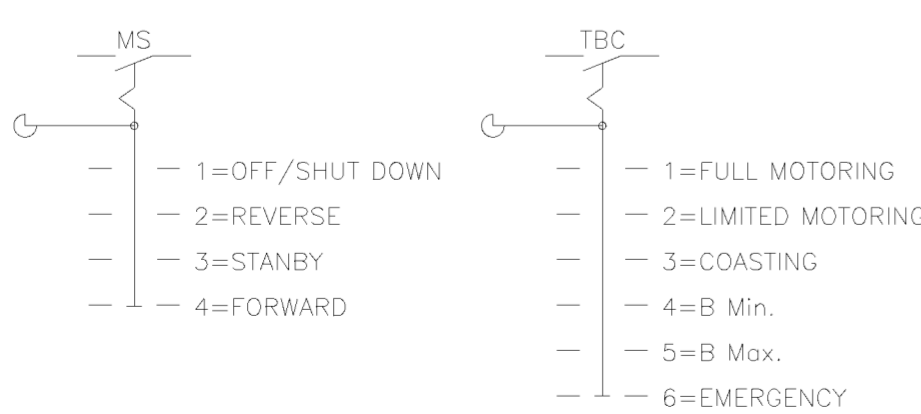 MS
1=OFF/SHUT DOWN
2=REVERSE
3=STANBY
4=FORWARD
TBC
1=FULL MOTORING
2=LIMITED MOTORING
3=COASTING
4=B Min.
5=B Max.
6=EMERGENCY